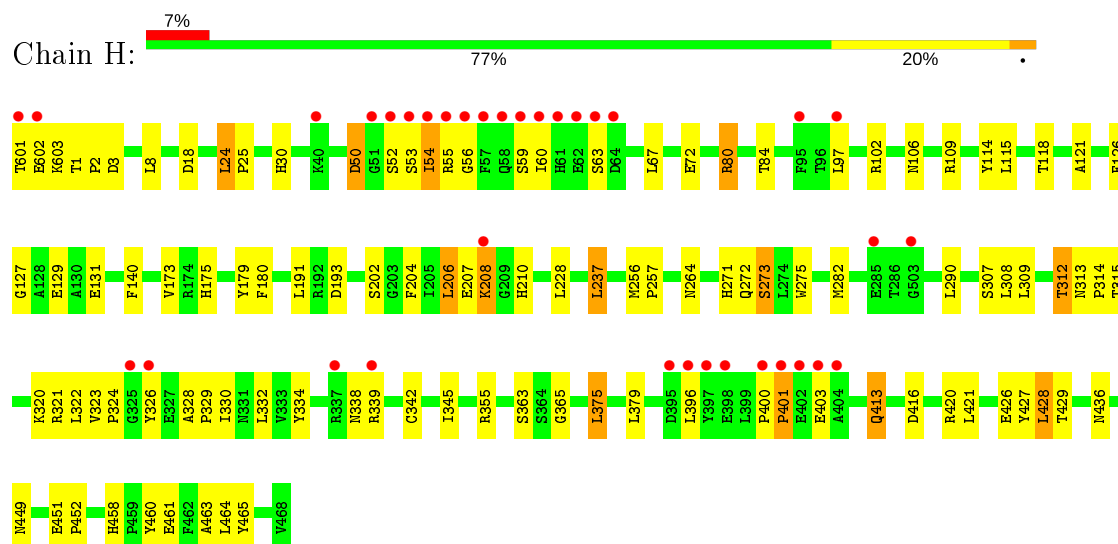 7%
Chain H:
77% 20% •
T601 E602 K603 T1 P2 D3 L8 D18 L24 P25 H30 K40 D50 G51 S52 S53 I54 R55 G56 F57 Q58 S59 I60 H61 E62 S63 D64 L67 E72 R80 T84 F95 T96 L97 R102 N106 R109 Y114 L115 T118 A121 E126
G127 A128 E129 A130 E131 F140 V173 R174 H175 Y179 F180 L191 R192 D193 S202 G203 F204 I205 L206 E207 K208 G209 H210 L228 L237 M256 P257 N264 H271 Q272 S273 L274 W275 M282 E285 T286 G503 L290 S307 L308 L309 T312 N313 P314 T315
K320 R321 L322 V323 P324 G325 Y326 E327 A328 P329 I330 N331 L332 V333 Y334 R337 N338 R339 C342 I345 R355 S363 S364 G365 L375 L379 D395 L396 Y397 E398 L399 P400 P401 E402 E403 A404 Q413 D416 R420 L421 E426 Y427 L428 T429 N436
N449 E451 P452 H458 P459 Y460 E461 F462 A463 L464 Y465 V468